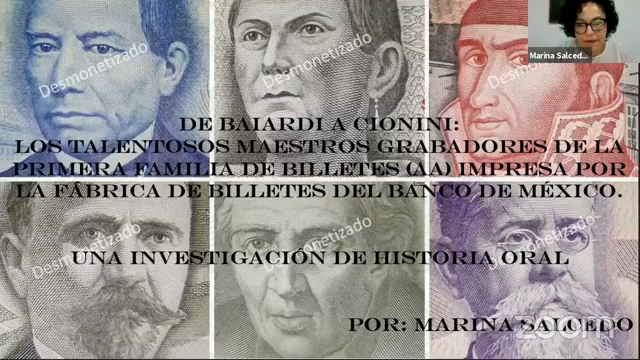 Marina Salced...
Desmonetizado
Desmonetizado
Desmonetizado
DE BAIARDI A CIONINI:
LOS TALENTOSOS MAESTROS GRABADORES DE LA
PRIMERA FAMILIA DE BILLETES (AA) IMPRESA POR
LA FÁBRICA DE BILLETES DEL BANCO DE MÉXICO.
Desmonetizado
Desmonetizado
Desmonetizado
UNA INVESTIGACIÓN DE HISTORIA ORAL
POR: MARINA SALCEDO
zoom